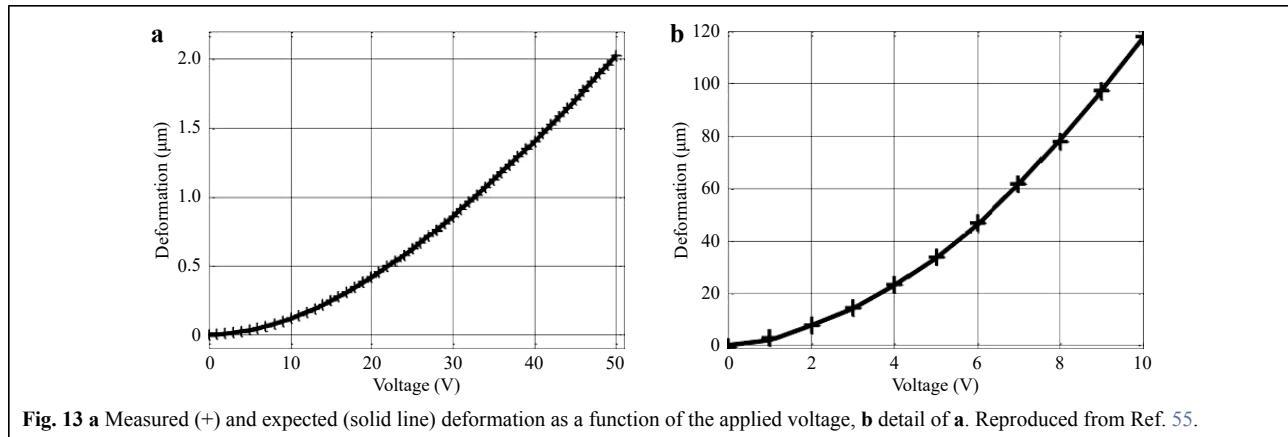 a
2.0
1.5
1.0
0.5
0
Deformation (μm)
0 10 20 30 40 50
Voltage (V)
b
120
100
80
60
40
20
0
Deformation (μm)
0 2 4 6 8 10
Voltage (V)
Fig. 13 a Measured (+) and expected (solid line) deformation as a function of the applied voltage, b detail of a. Reproduced from Ref. 55.